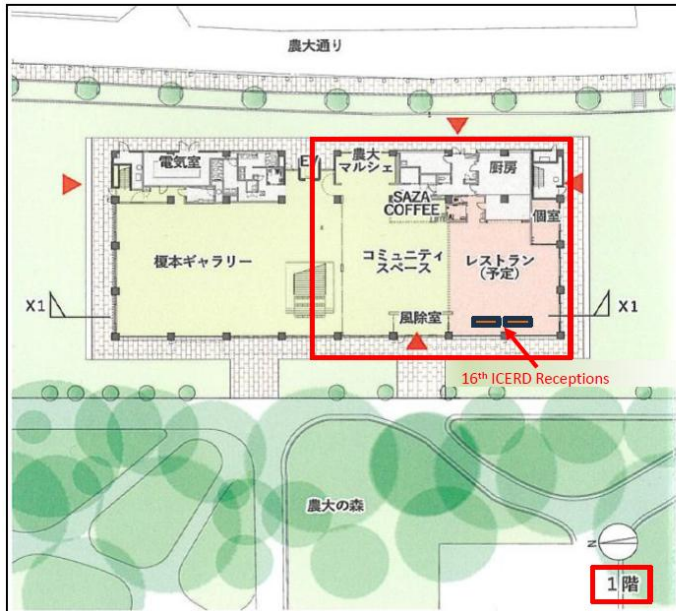 農大通り
電気室
EV
農大
マルシェ
厨房
SAZA
COFFEE
個室
榎本ギャラリー
コミュニティ
スペース
レストラン
(予定)
X1
X1
風除室
16th ICERD Receptions
農大の森
N
1階